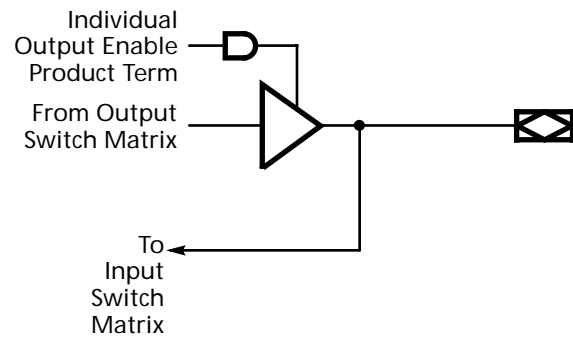 Individual
Output Enable
Product Term
From Output
Switch Matrix
To
Input
Switch
Matrix